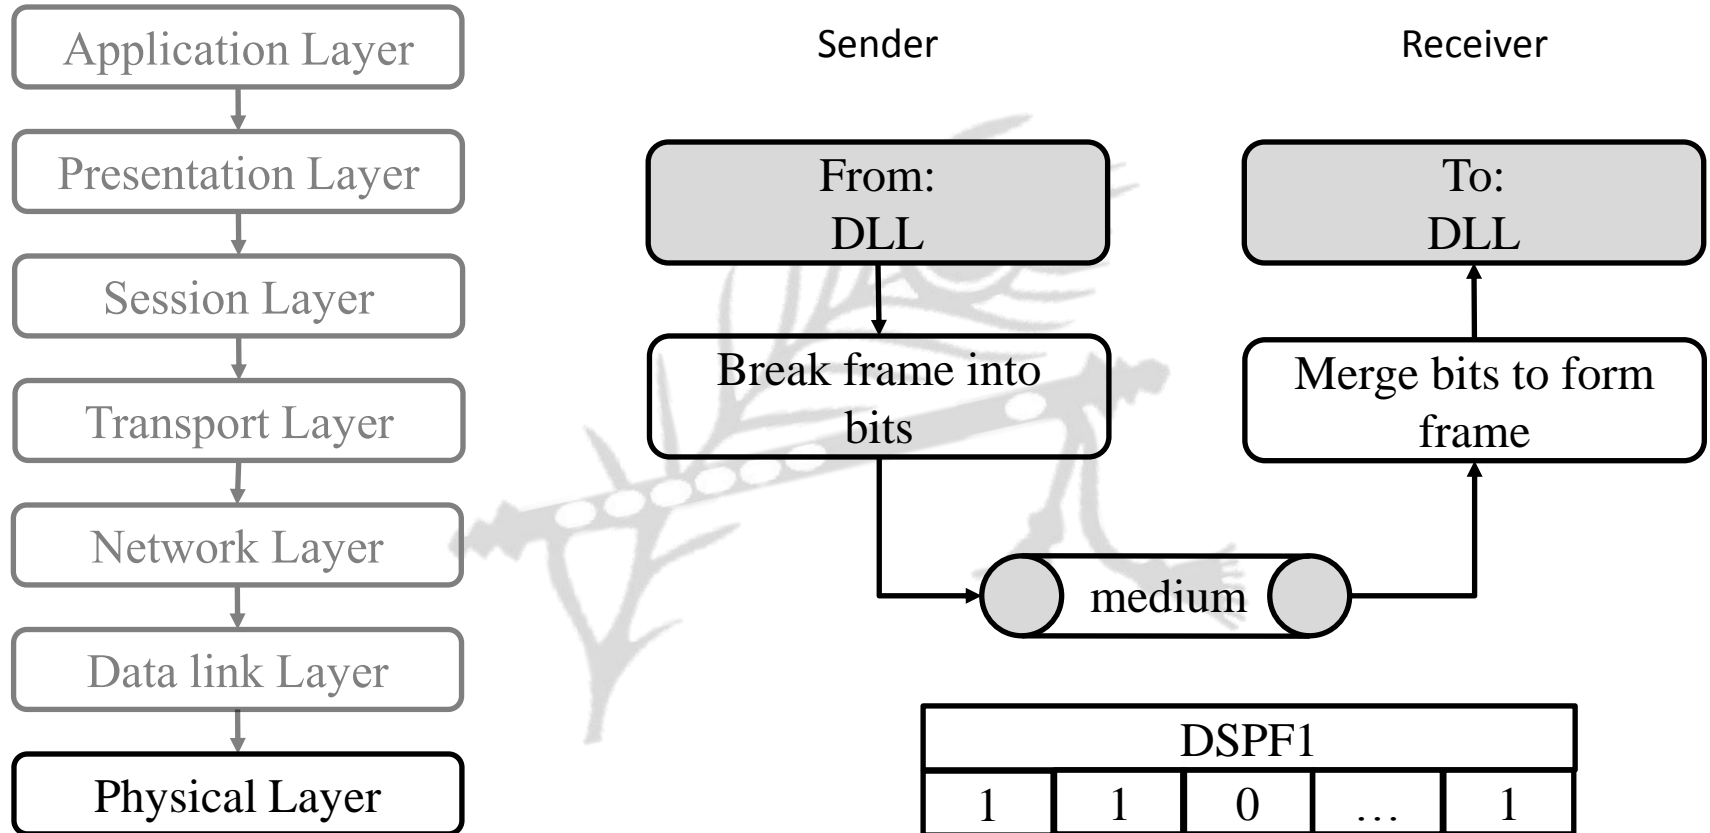 Application Layer
Presentation Layer
Session Layer
Transport Layer
Network Layer
Data link Layer
Physical Layer
Sender
Receiver
From:
DLL
To:
DLL
Break frame into
bits
Merge bits to form
frame
medium
DSPF1
1 1 0 … 1